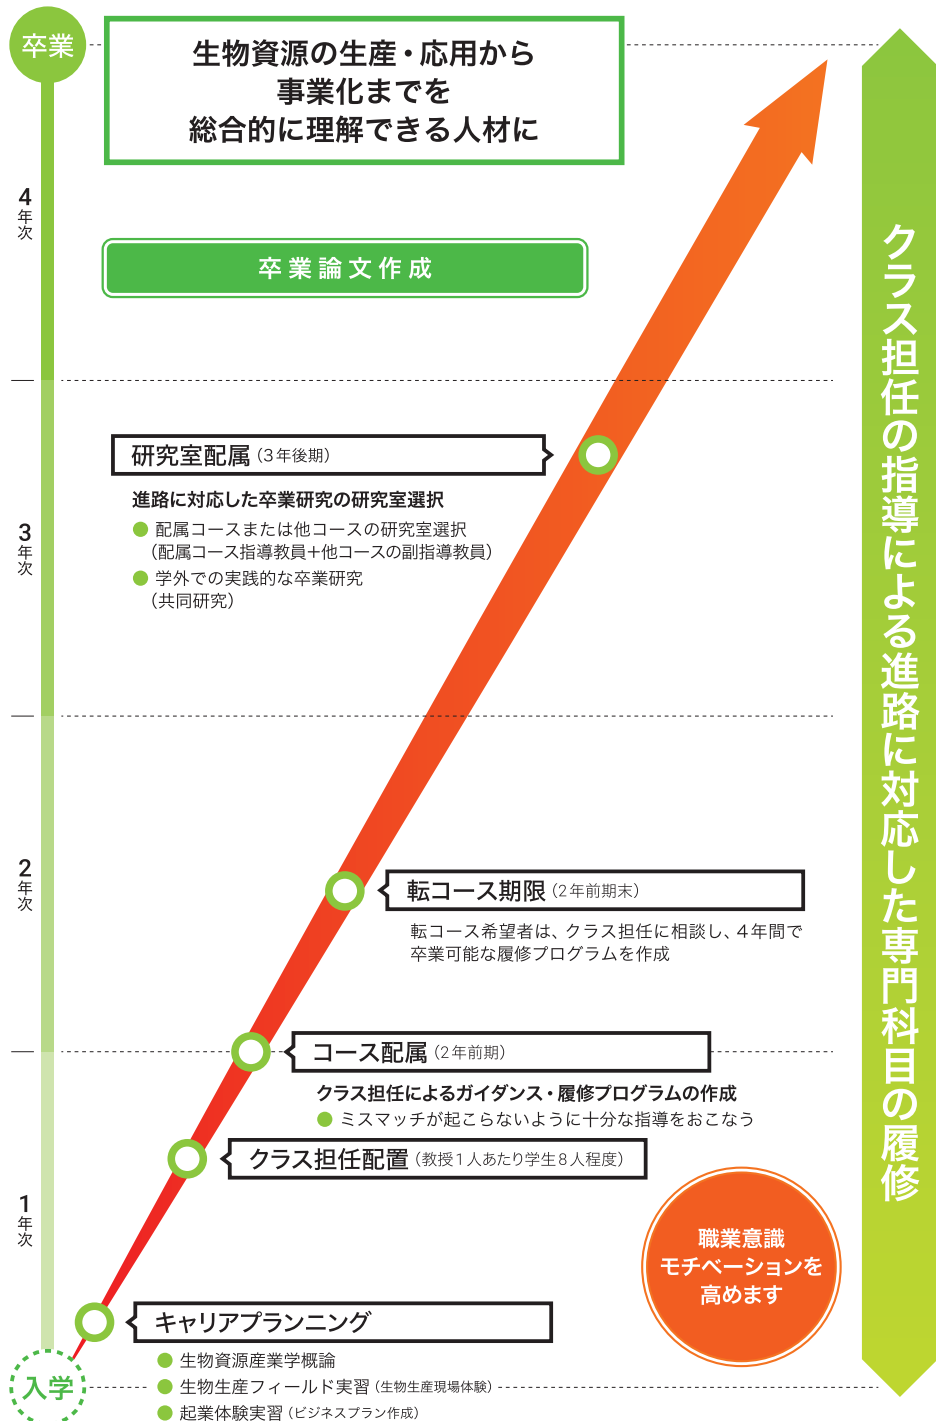 卒業
生物資源の生産・応用から
事業化までを
総合的に理解できる人材に
4年次
卒業論文作成
研究室配属（3年後期）
進路に対応した卒業研究の研究室選択
配属コースまたは他コースの研究室選択
（配属コース指導教員+他コースの副指導教員）
学外での実践的な卒業研究
（共同研究）
3年次
転コース期限（2年前期末）
転コース希望者は、クラス担任に相談し、4年間で
卒業可能な履修プログラムを作成
2年次
コース配属（2年前期）
クラス担任によるガイダンス・履修プログラムの作成
ミスマッチが起こらないように十分な指導をおこなう
クラス担任配置（教授1人あたり学生8人程度）
1年次
職業意識
モチベーションを
高めます
キャリアプランニング
生物資源産業学概論
生物生産フィールド実習（生物生産現場体験）
起業体験実習（ビジネスプラン作成）
入学
クラス担任の指導による進路に対応した専門科目の履修